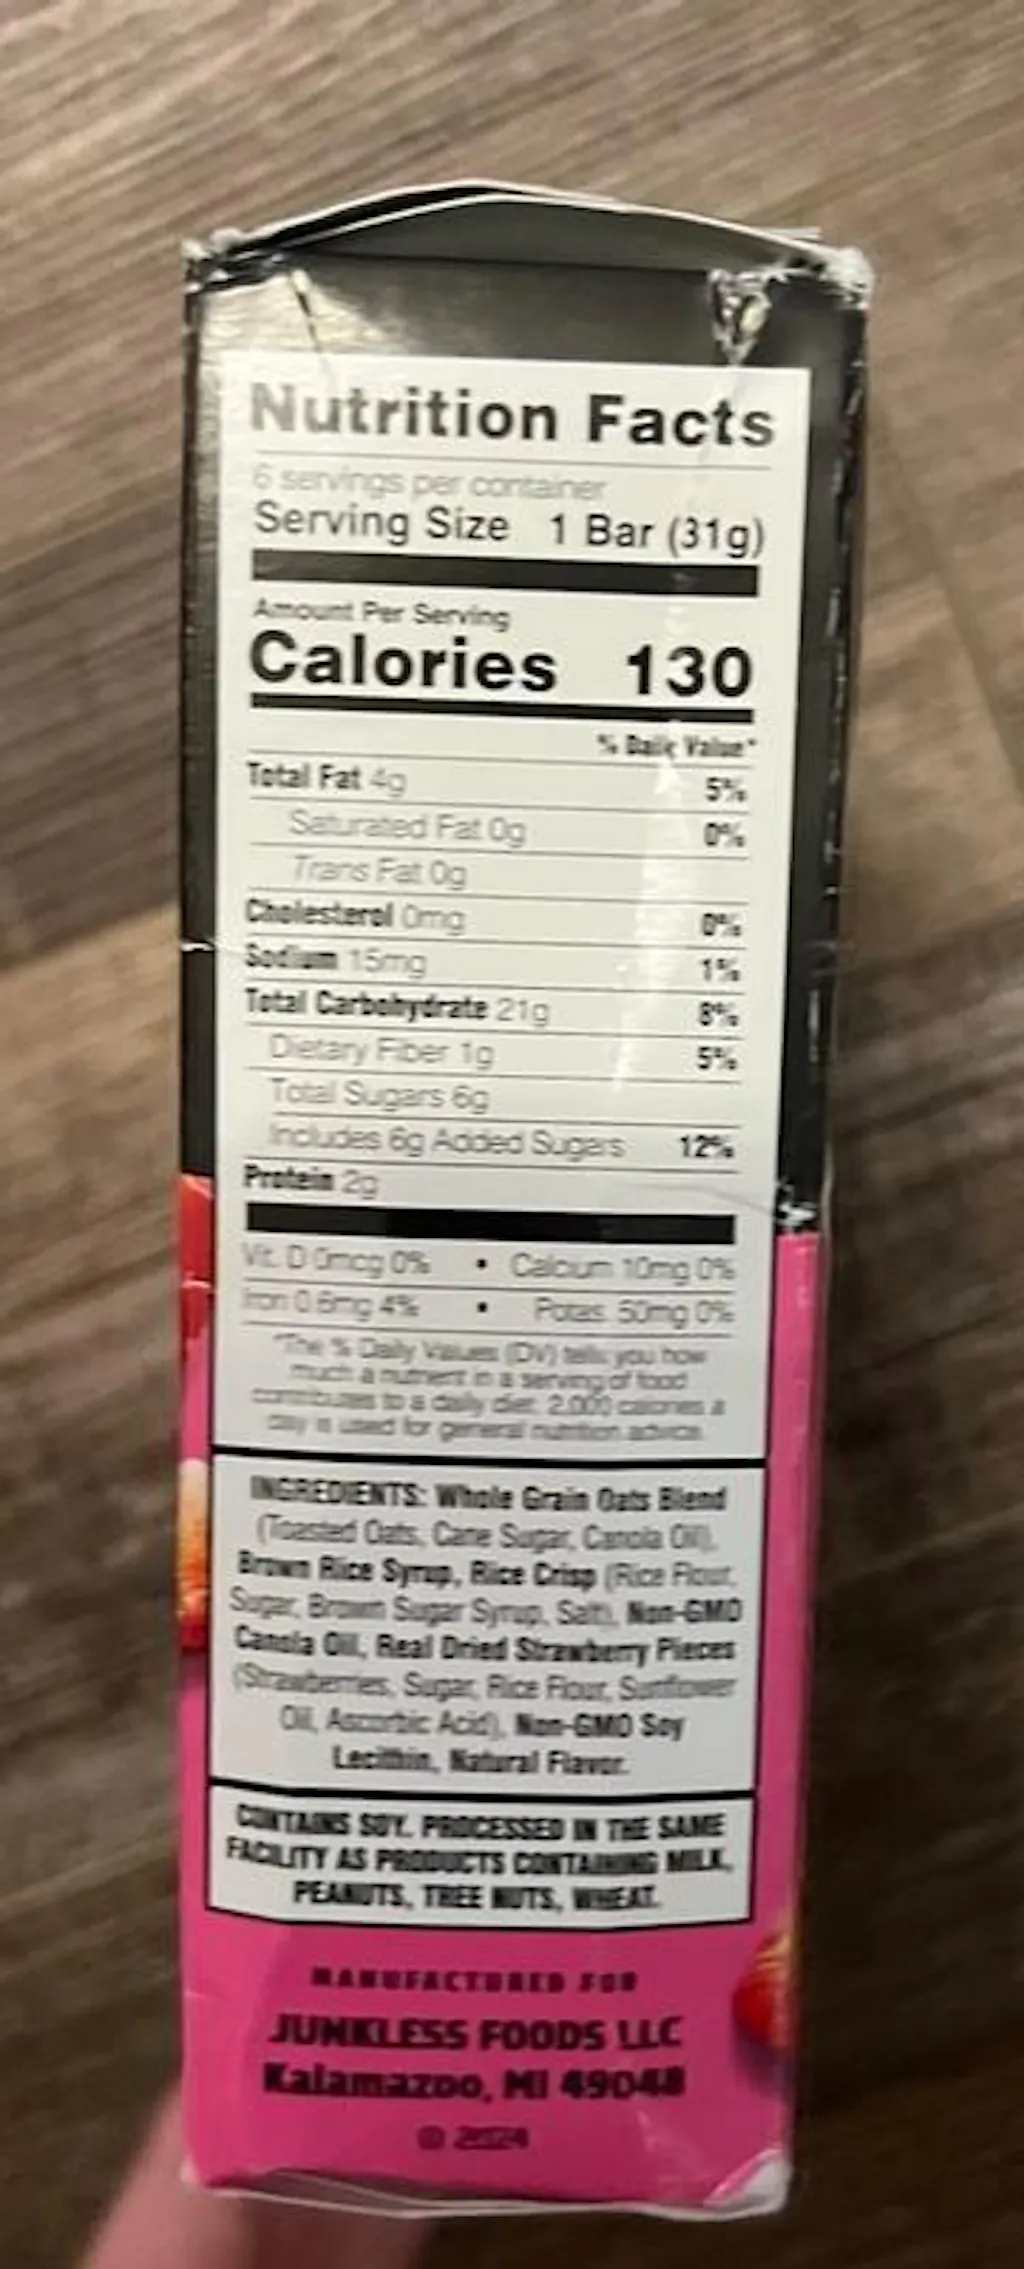 Nutrition Facts
6 servings per container
Serving Size 1 Bar (31g)
Amount Per Serving
Calories 130
% Daily Value*
Total Fat 4g 5%
Saturated Fat 0g 0%
Trans Fat 0g
Cholesterol 0mg 0%
Sodium 15mg 1%
Total Carbohydrate 21g 8%
Dietary Fiber 1g 5%
Total Sugars 6g
Includes 6g Added Sugars 12%
Protein 2g
Vit. D 0mcg 0% • Calcium 10mg 0%
Iron 0.6mg 4% • Potas. 50mg 0%
*The % Daily Values (DV) tells you how
much a nutrient in a serving of food
contributes to a daily diet. 2,000 calories a
day is used for general nutrition advice.
INGREDIENTS: Whole Grain Oats Blend
(Toasted Oats, Cane Sugar, Canola Oil),
Brown Rice Syrup, Rice Crisp (Rice Flour,
Sugar, Brown Sugar Syrup, Salt), Non-GMO
Canola Oil, Real Dried Strawberry Pieces
(Strawberries, Sugar, Rice Flour, Sunflower
Oil, Ascorbic Acid), Non-GMO Soy
Lecithin, Natural Flavor.
CONTAINS SOY. PROCESSED IN THE SAME
FACILITY AS PRODUCTS CONTAINING MILK,
PEANUTS, TREE NUTS, WHEAT.
MANUFACTURED FOR
JUNKLESS FOODS LLC
Kalamazoo, MI 49048
© 2024